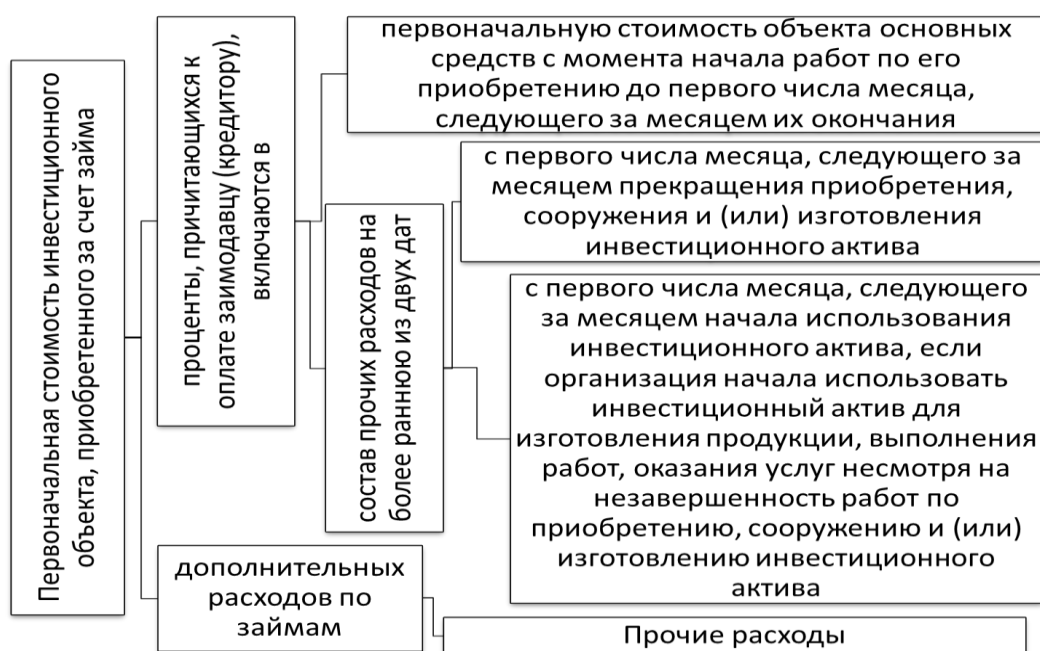 Первоначальная стоимость инвестиционного
объекта, приобретенного за счет займа
проценты, причитающихся к
оплате заимодавцу (кредитору),
включаются в
первоначальную стоимость объекта основных
средств с момента начала работ по его
приобретению до первого числа месяца,
следующего за месяцем их окончания
состав прочих расходов на
более раннюю из двух дат
с первого числа месяца, следующего за
месяцем прекращения приобретения,
сооружения и (или) изготовления
инвестиционного актива
с первого числа месяца, следующего
за месяцем начала использования
инвестиционного актива, если
организация начала использовать
инвестиционный актив для
изготовления продукции, выполнения
работ, оказания услуг несмотря на
незавершенность работ по
приобретению, сооружению и (или)
изготовлению инвестиционного
актива
дополнительных
расходов по
займам
Прочие расходы